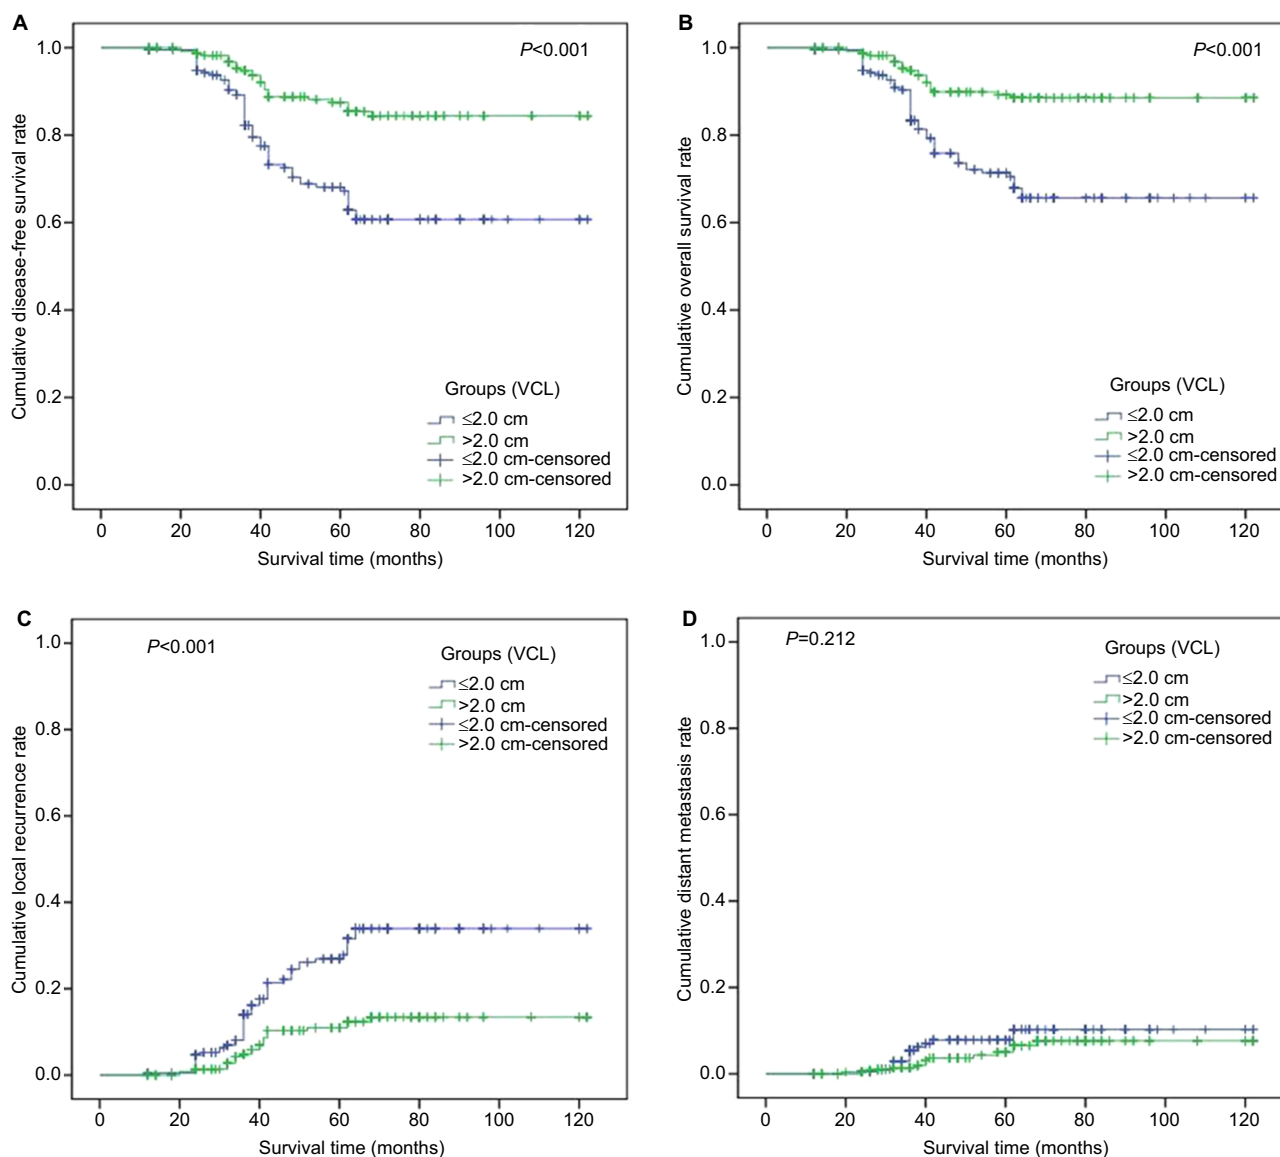 A
P<0.001
Cumulative disease-free survival rate
1.0
0.8
0.6
0.4
0.2
0.0
Groups (VCL)
≤2.0 cm
>2.0 cm
≤2.0 cm-censored
>2.0 cm-censored
0 20 40 60 80 100 120
Survival time (months)
B
P<0.001
Cumulative overall survival rate
1.0
0.8
0.6
0.4
0.2
0.0
Groups (VCL)
≤2.0 cm
>2.0 cm
≤2.0 cm-censored
>2.0 cm-censored
0 20 40 60 80 100 120
Survival time (months)
C
P<0.001
Cumulative local recurrence rate
1.0
0.8
0.6
0.4
0.2
0.0
Groups (VCL)
≤2.0 cm
>2.0 cm
≤2.0 cm-censored
>2.0 cm-censored
0 20 40 60 80 100 120
Survival time (months)
D
P=0.212
Cumulative distant metastasis rate
1.0
0.8
0.6
0.4
0.2
0.0
Groups (VCL)
≤2.0 cm
>2.0 cm
≤2.0 cm-censored
>2.0 cm-censored
0 20 40 60 80 100 120
Survival time (months)